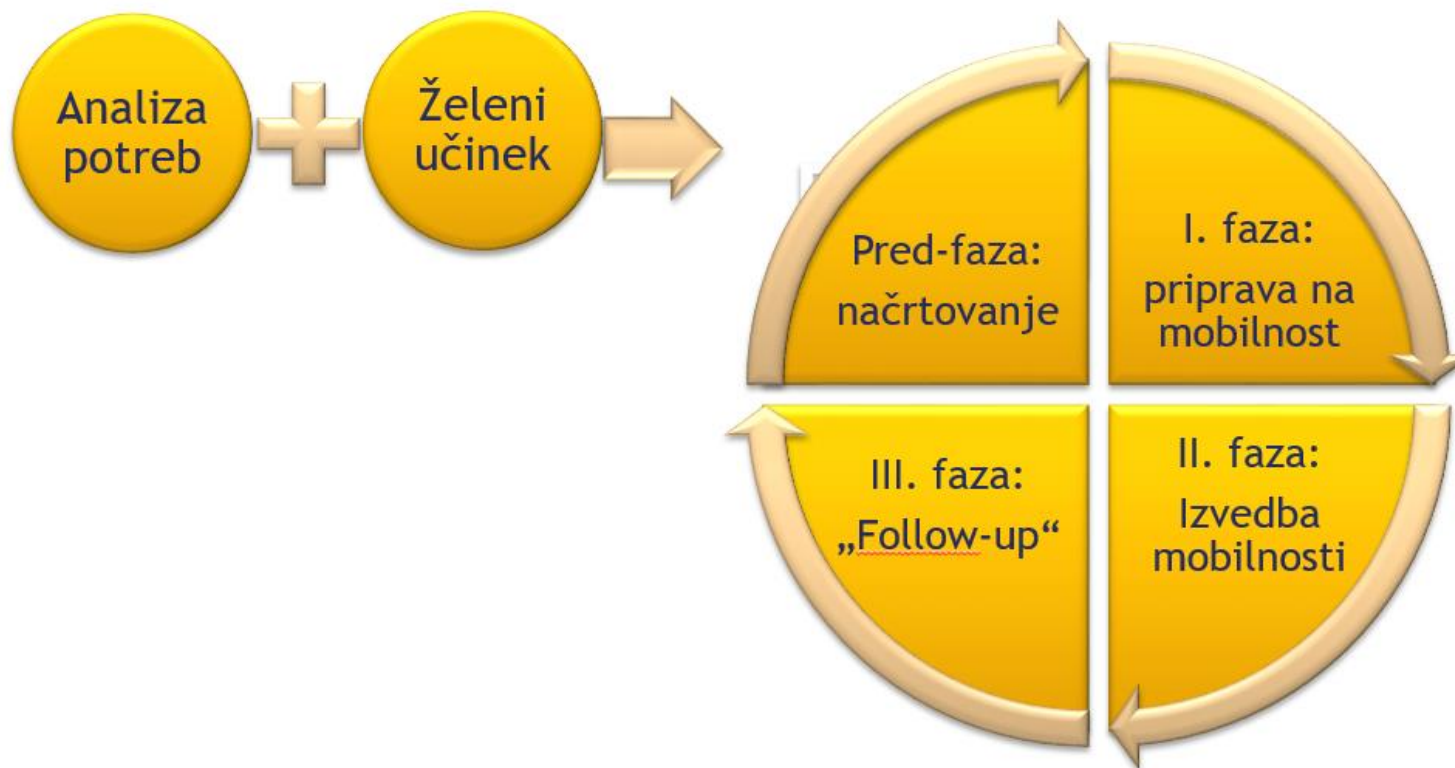 Analiza
potreb
Želeni
učinek
Pred-faza:
načrtovanje
I. faza:
priprava na
mobilnost
II. faza:
Izvedba
mobilnosti
III. faza:
„Follow-up“